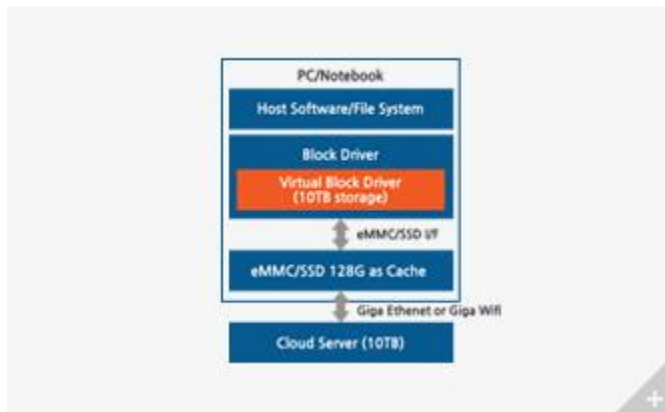 PC/Notebook
Host Software/File System
Block Driver
Virtual Block Driver
(10TB storage)
eMMC/SSD I/F
eMMC/SSD 128G as Cache
Giga Ethenet or Giga Wifi
Cloud Server (10TB)